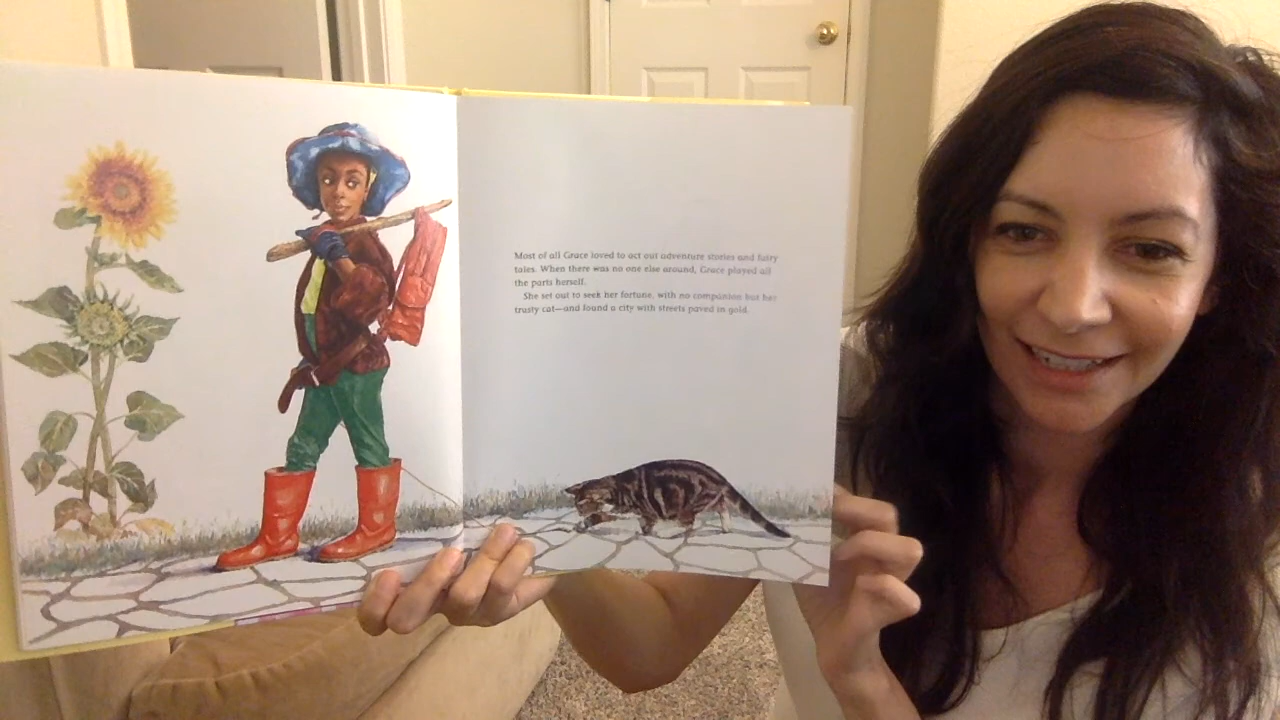 Most of all Grace loved to act out adventure stories and fairy
tales. When there was no one else around, Grace played all
the parts herself.
She set out to seek her fortune, with no companion but her
trusty cat—and found a city with streets paved in gold.